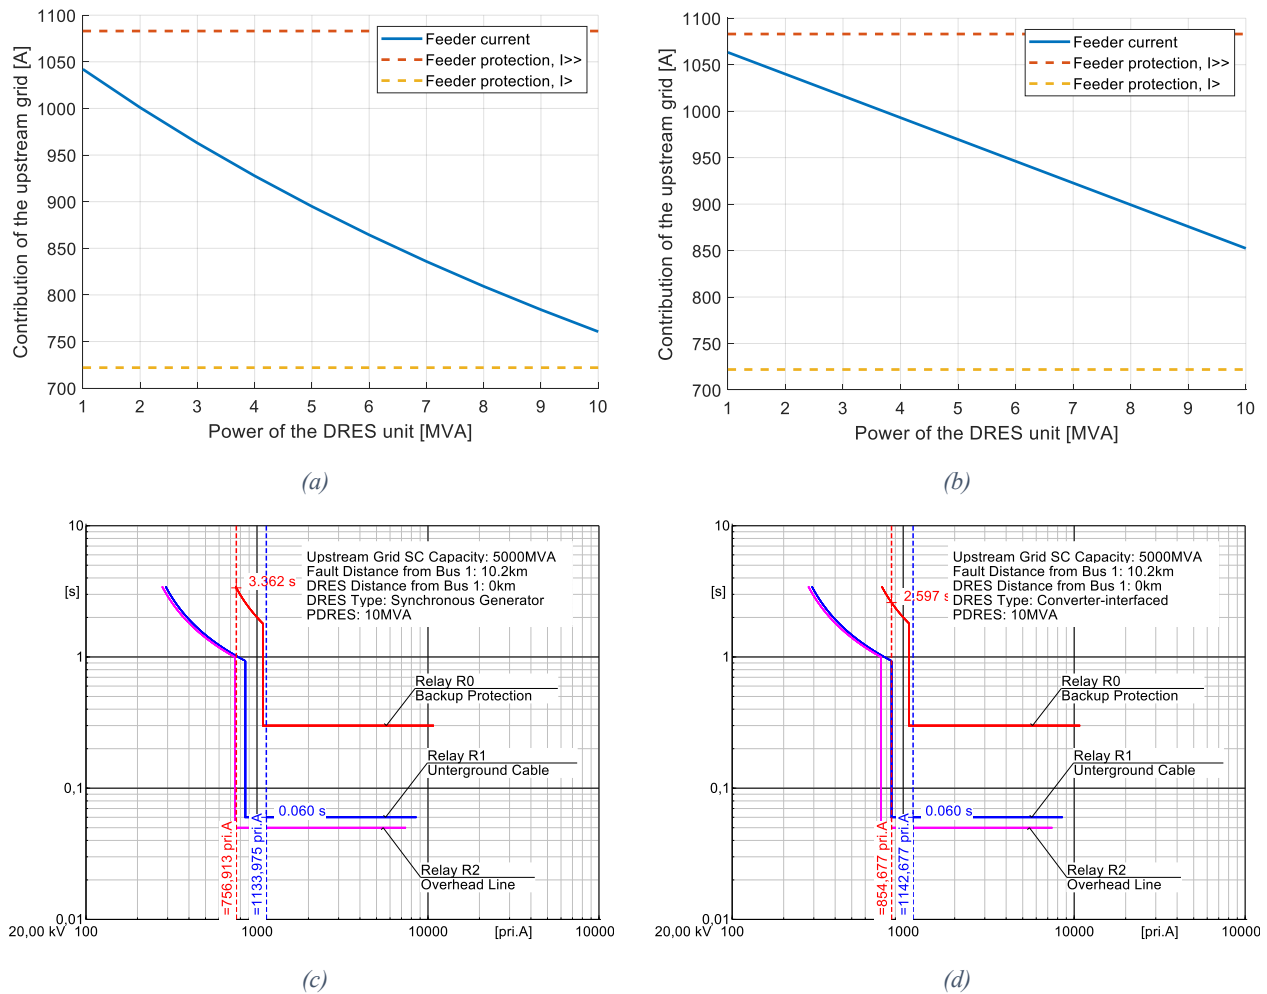 1100
1050
1000
950
900
850
800
750
700
Contribution of the upstream grid [A]
Feeder current
Feeder protection, I>>
Feeder protection, I>
1 2 3 4 5 6 7 8 9 10
Power of the DRES unit [MVA]
(a)
1100
1050
1000
950
900
850
800
750
700
Contribution of the upstream grid [A]
Feeder current
Feeder protection, I>>
Feeder protection, I>
1 2 3 4 5 6 7 8 9 10
Power of the DRES unit [MVA]
(b)
10
[s]
1
0,1
0,01
3.362 s
Upstream Grid SC Capacity: 5000MVA
Fault Distance from Bus 1: 10.2km
DRES Distance from Bus 1: 0km
DRES Type: Synchronous Generator
PDRES: 10MVA
Relay R0
Backup Protection
Relay R1
Unterground Cable
0.060 s
Relay R2
Overhead Line
=756,913 pri.A
=1133,975 pri.A
20,00 kV 100 1000 10000 [pri.A] 10000
(c)
10
[s]
1
0,1
0,01
2.597 s
Upstream Grid SC Capacity: 5000MVA
Fault Distance from Bus 1: 10.2km
DRES Distance from Bus 1: 0km
DRES Type: Converter-interfaced
PDRES: 10MVA
Relay R0
Backup Protection
Relay R1
Unterground Cable
0.060 s
Relay R2
Overhead Line
=854,677 pri.A
=1142,677 pri.A
20,00 kV 100 1000 10000 [pri.A] 10000
(d)